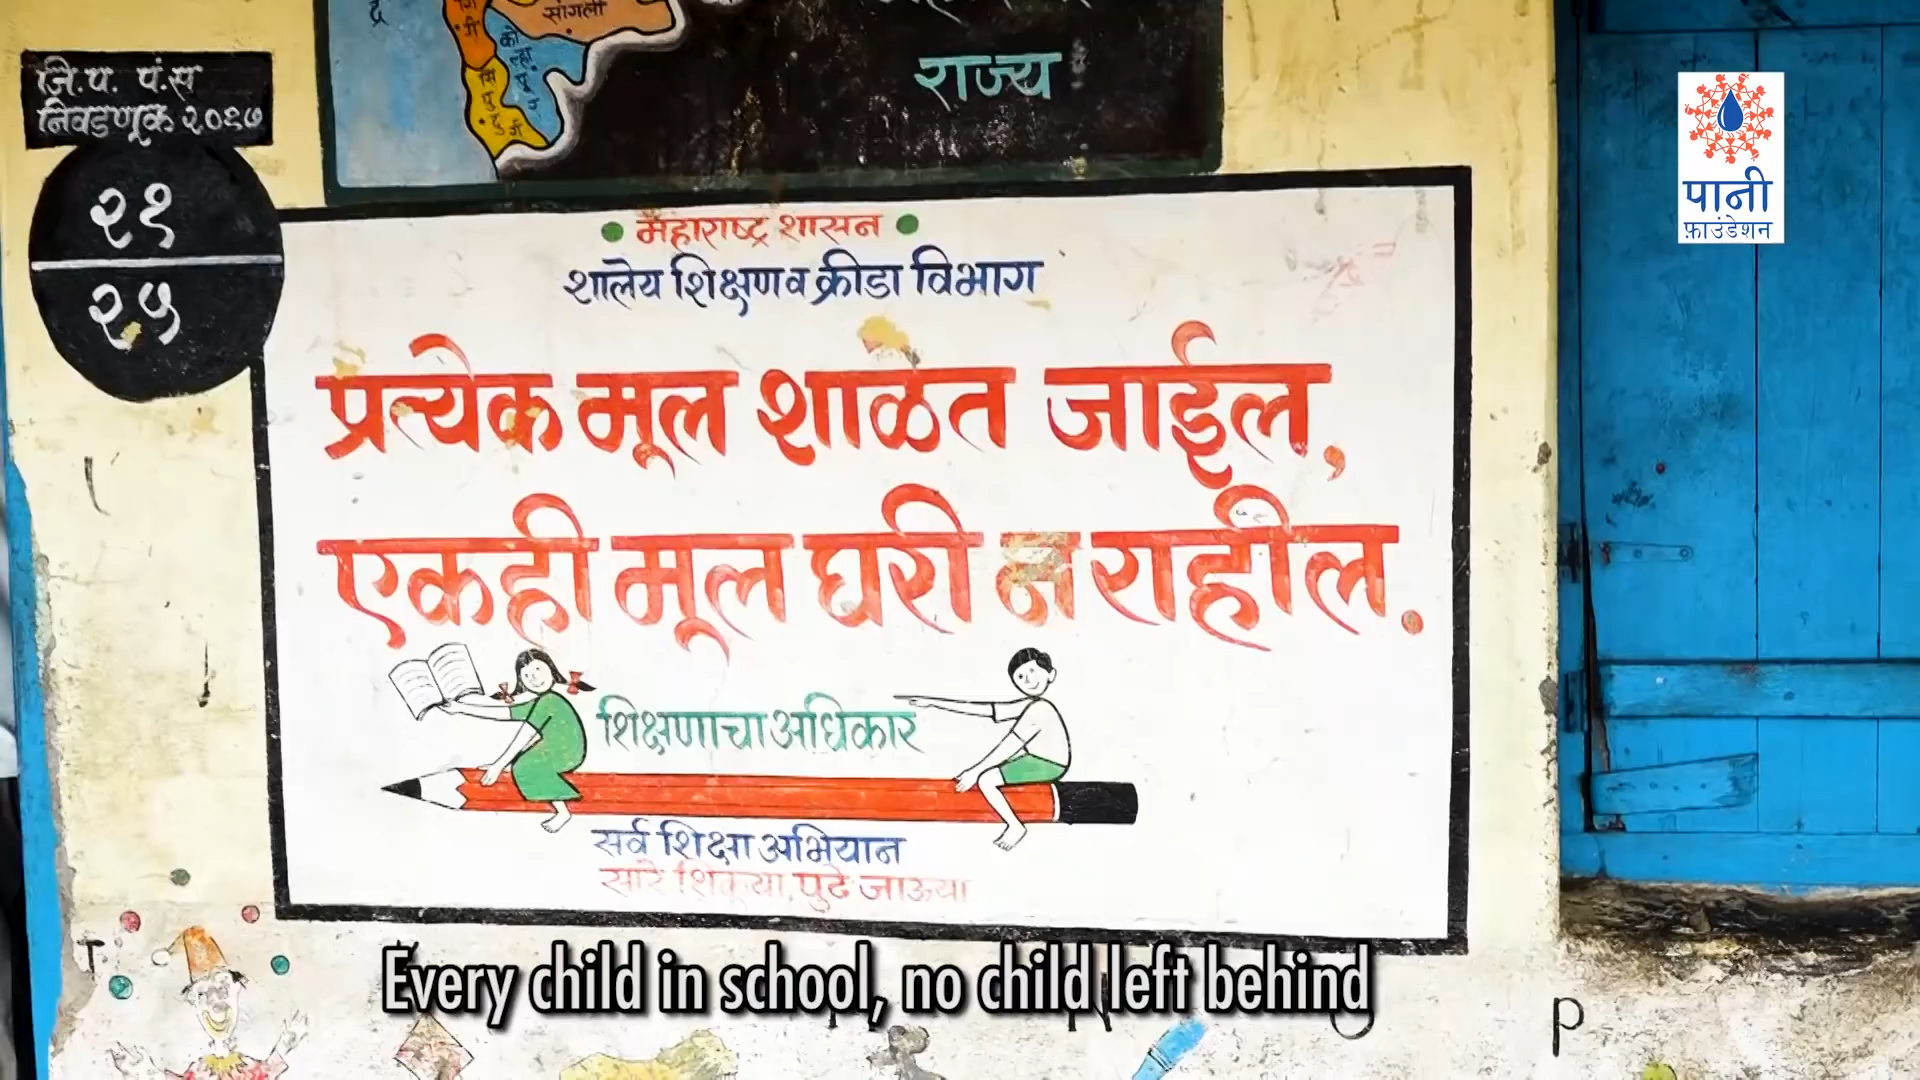 सांगली
राज्य
जि.प. पं.स
निवडणूक २०१७
२१
२५
पानी
फ़ाउंडेशन
महाराष्ट्र शासन
शालेय शिक्षण व क्रीडा विभाग
प्रत्येक मूल शाळेत जाईल,
एकही मूल घरी न राहील.
शिक्षणाचा अधिकार
सर्व शिक्षा अभियान
सारे शिकूया, पुढे जाऊया
Every child in school, no child left behind
p